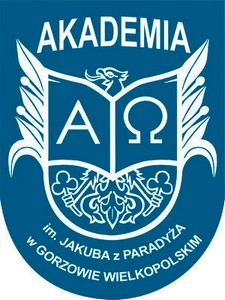 AKADEMIA
A Ω
im. JAKUBA z PARADYŻA
w GORZOWIE WIELKOPOLSKIM